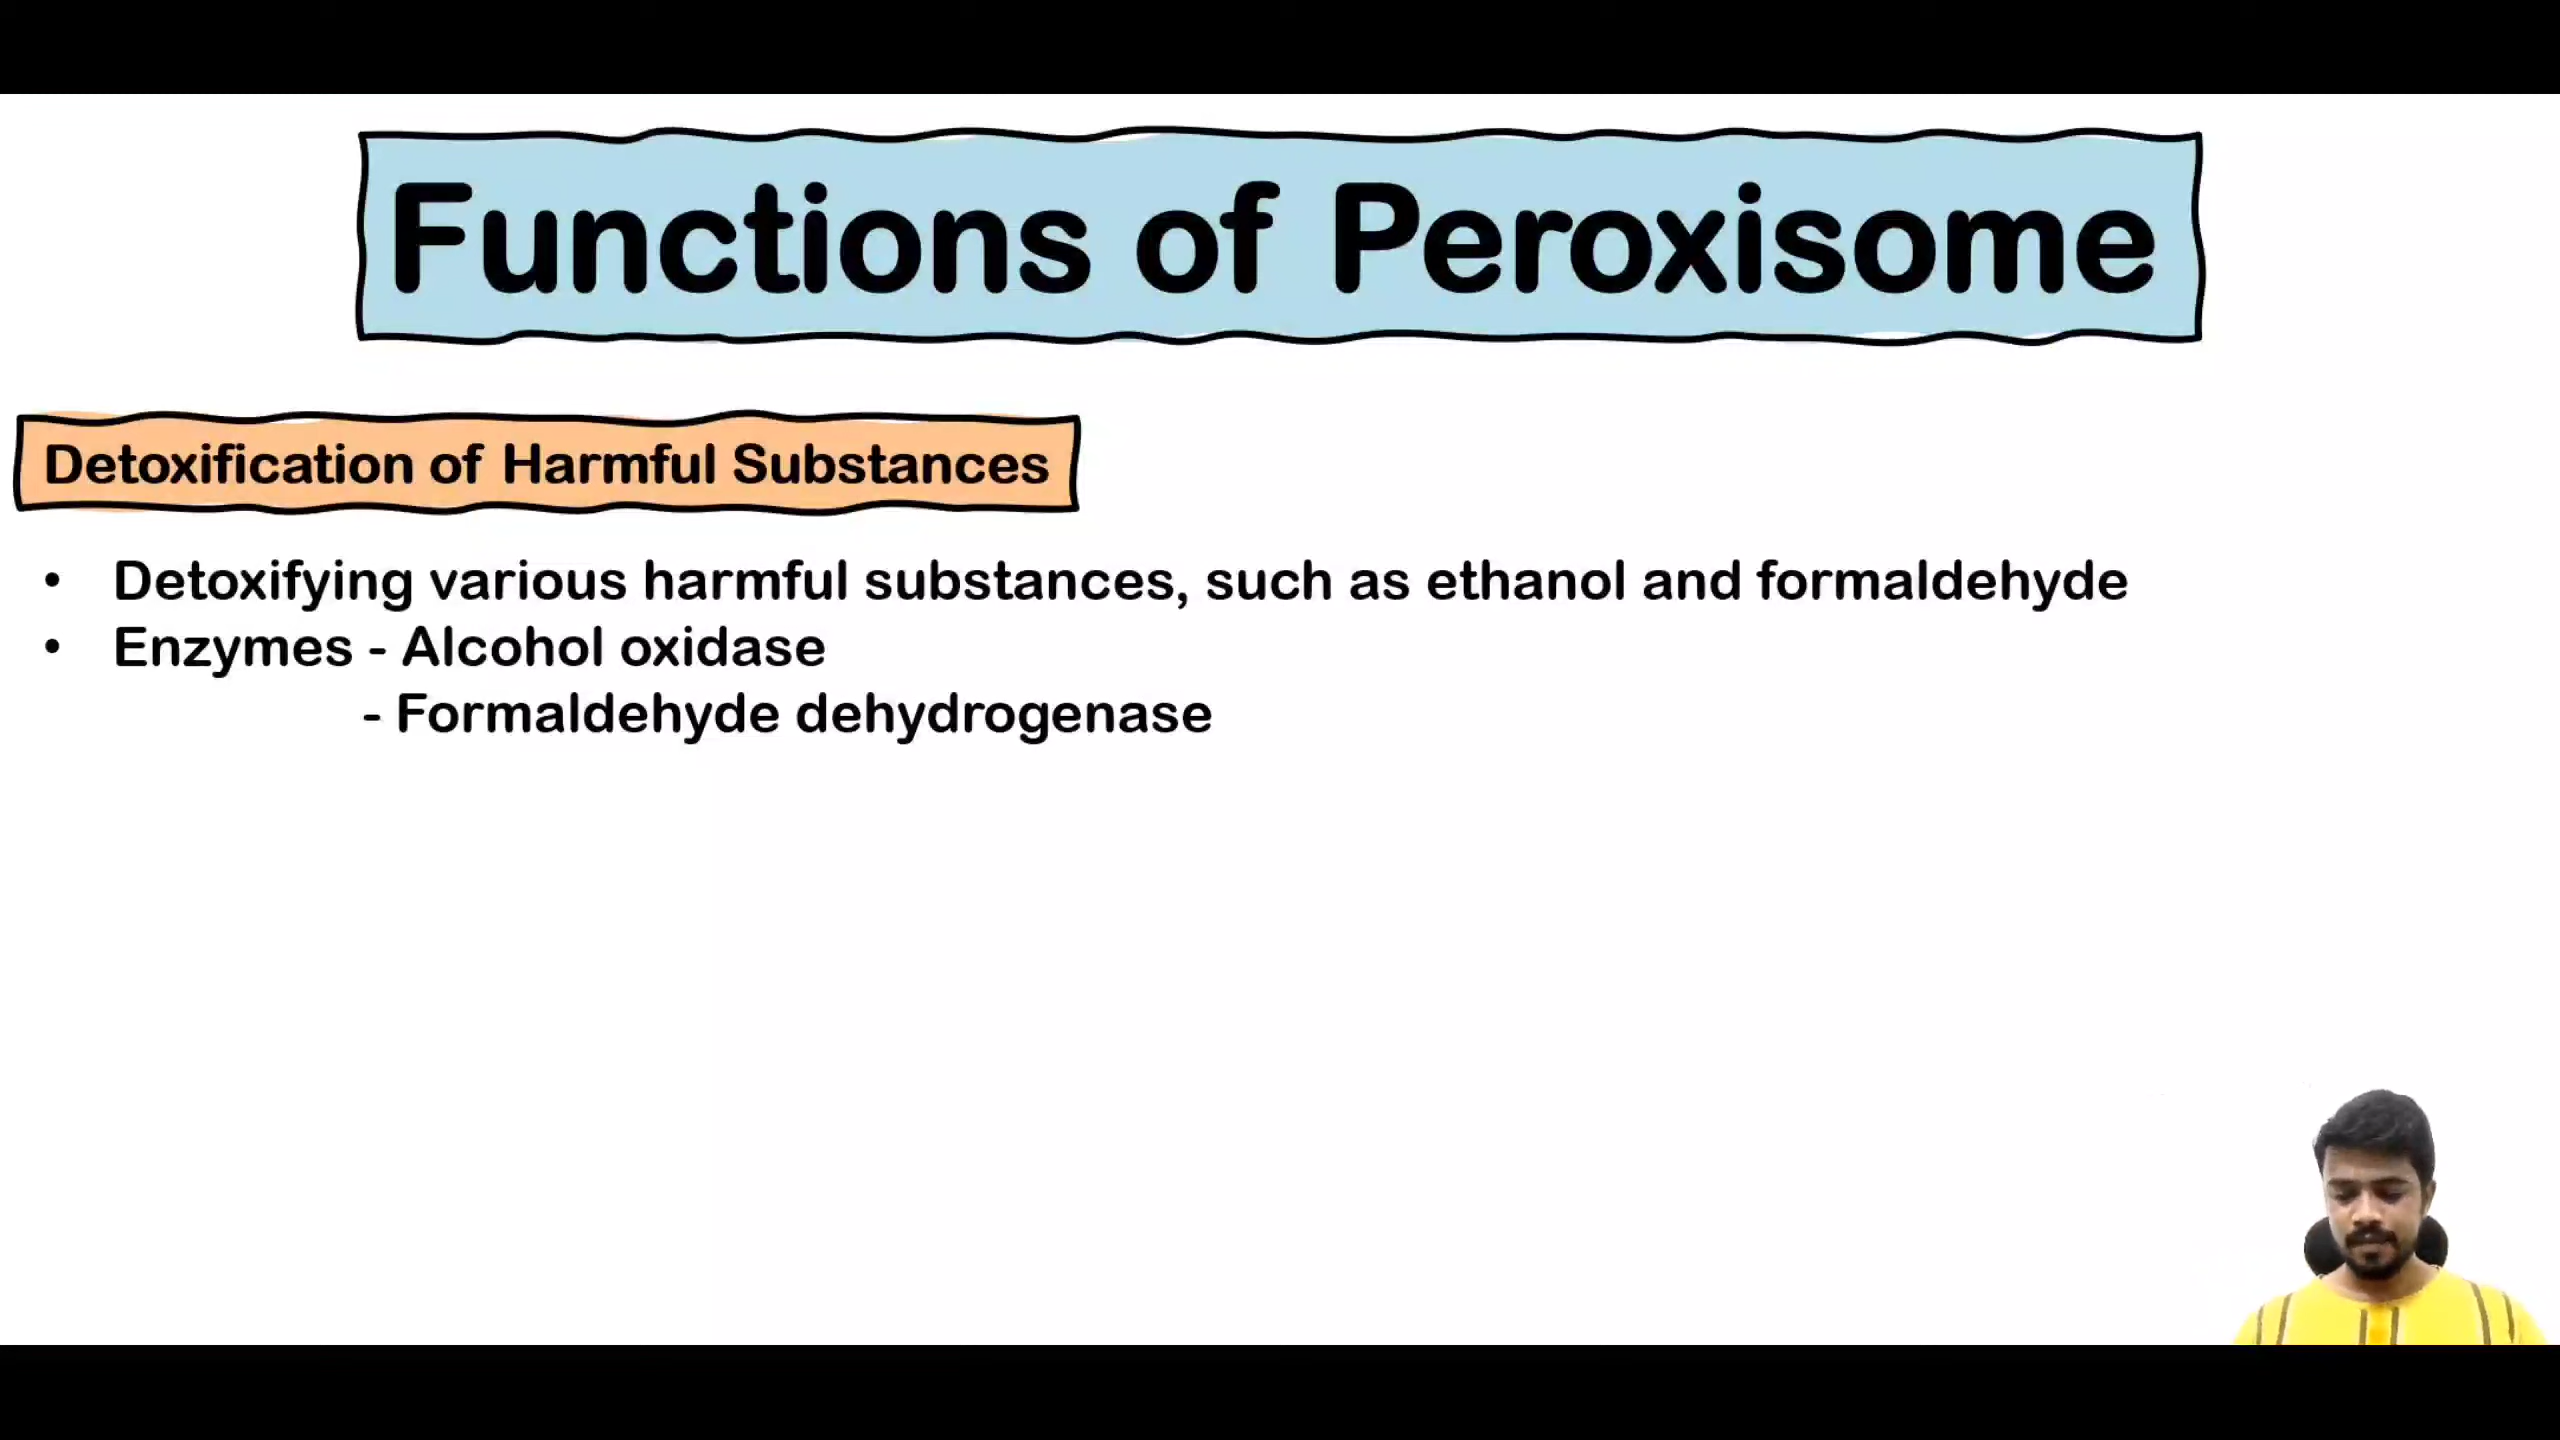 Functions of Peroxisome
Detoxification of Harmful Substances
• Detoxifying various harmful substances, such as ethanol and formaldehyde
• Enzymes - Alcohol oxidase
- Formaldehyde dehydrogenase